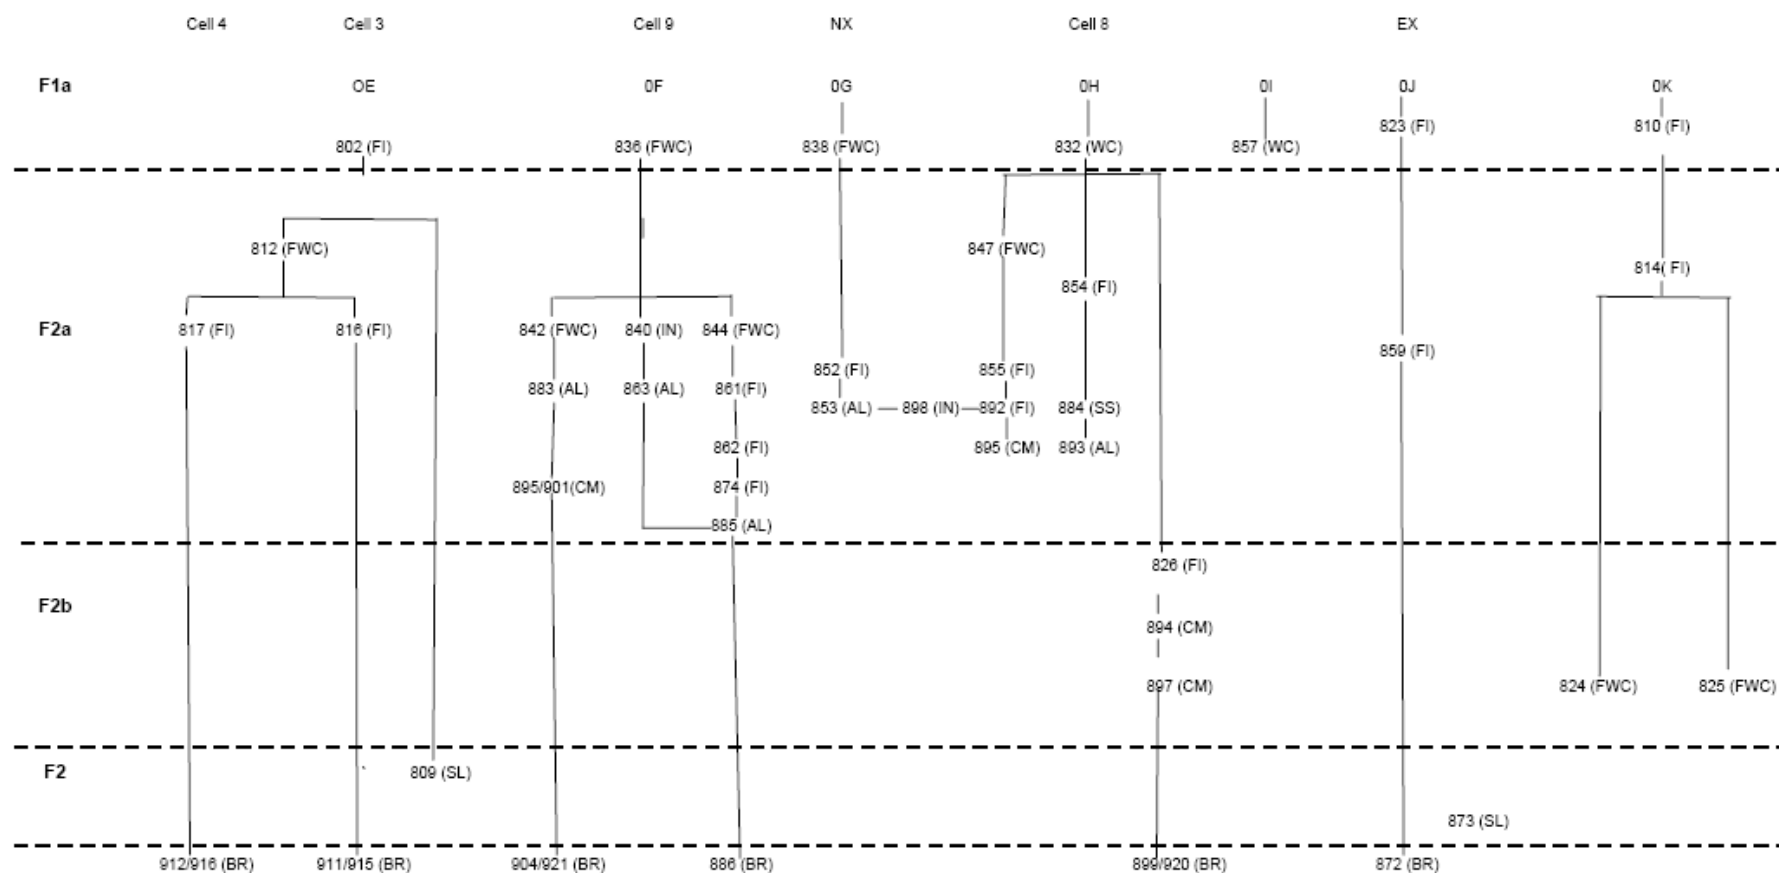 Cell 4 Cell 3 Cell 9 NX Cell 8 EX
F1a OE 0F 0G 0H 0I 0J 0K
823 (FI) 810 (FI)
802 (FI) 836 (FWC) 838 (FWC) 832 (WC) 857 (WC)
812 (FWC) 847 (FWC)
814( FI)
854 (FI)
F2a 817 (FI) 816 (FI) 842 (FWC) 840 (IN) 844 (FWC)
859 (FI)
852 (FI) 855 (FI)
883 (AL) 863 (AL) 861(FI)
853 (AL) 898 (IN) 892 (FI) 884 (SS)
862 (FI) 895 (CM) 893 (AL)
895/901(CM) 874 (FI)
885 (AL)
826 (FI)
F2b
894 (CM)
897 (CM) 824 (FWC) 825 (FWC)
F2 809 (SL)
873 (SL)
912/916 (BR) 911/915 (BR) 904/921 (BR) 886 (BR) 899/920 (BR) 872 (BR)